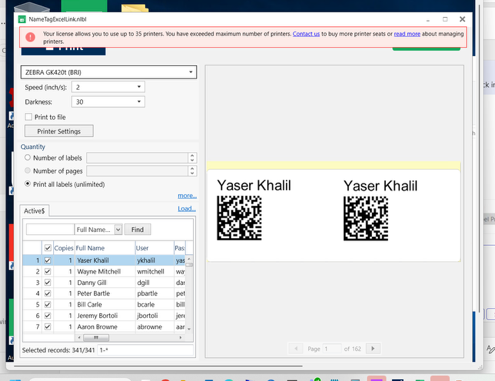 NameTagExcelLink.nlbl
Your license allows you to use up to 35 printers. You have exceeded maximum number of printers. Contact us to buy more printer seats or read more about managing
printers.
ZEBRA GK420t (BRI)
Speed (inch/s): 2
Darkness: 30
Print to file
Printer Settings
Quantity
Number of labels
Number of pages
Print all labels (unlimited)
more...
Load...
Active$
Full Name... Find
Copies Full Name User Pas
1 1 Yaser Khalil ykhalil yas
2 1 Wayne Mitchell wmitchell way
3 1 Danny Gill dgill dan
4 1 Peter Bartle pbartle pet
5 1 Bill Carle bcarle bill
6 1 Jeremy Bortoli jbortoli jere
7 1 Aaron Browne abrowne aar
Selected records: 341/341 1-*
Yaser Khalil Yaser Khalil
Page 1 of 162